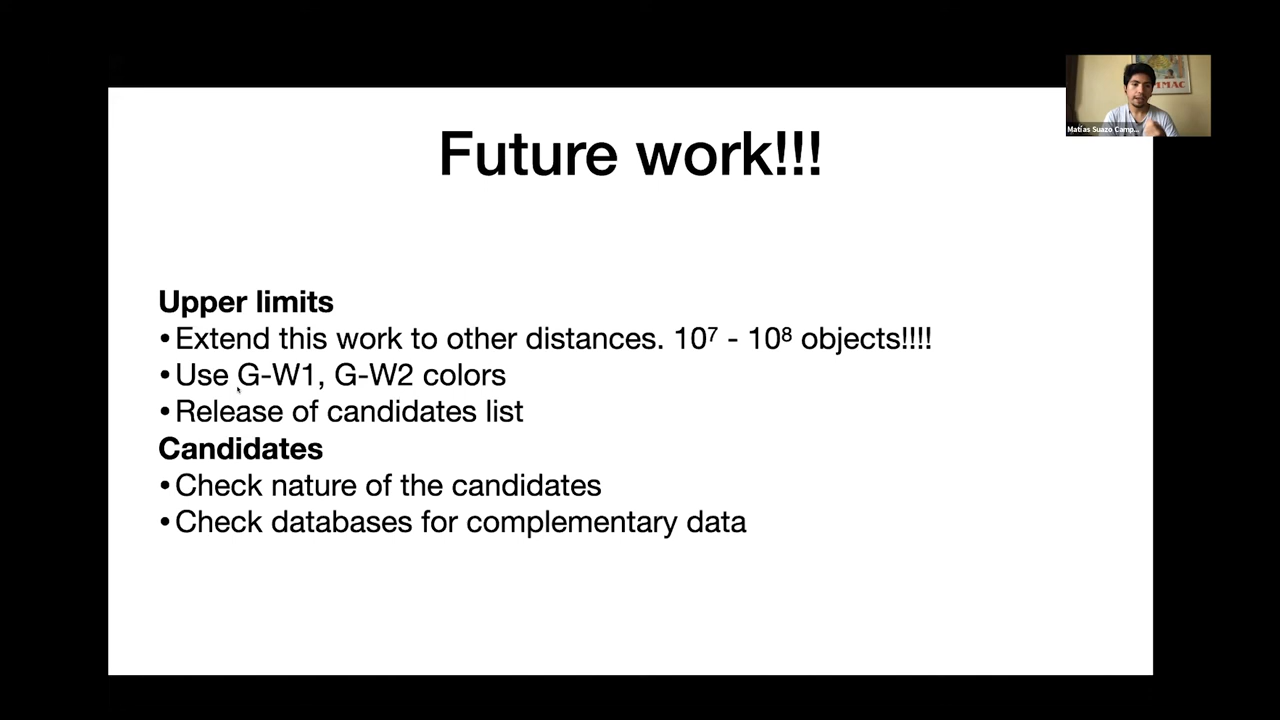 Future work!!!
Upper limits
•Extend this work to other distances. 10⁷ - 10⁸ objects!!!!
•Use G-W1, G-W2 colors
•Release of candidates list
Candidates
•Check nature of the candidates
•Check databases for complementary data
Matías Suazo Camp...